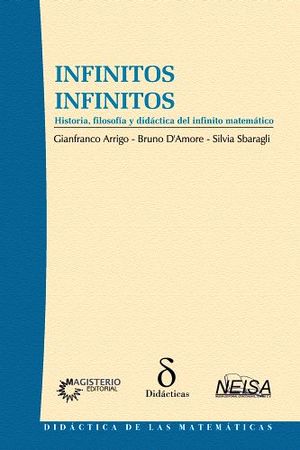 INFINITOS
INFINITOS
Historia, filosofía y didáctica del infinito matemático
Gianfranco Arrigo - Bruno D'Amore - Silvia Sbaragli
MAGISTERIO
EDITORIAL
δ
Didácticas
NEISA
DIDÁCTICA DE LAS MATEMÁTICAS